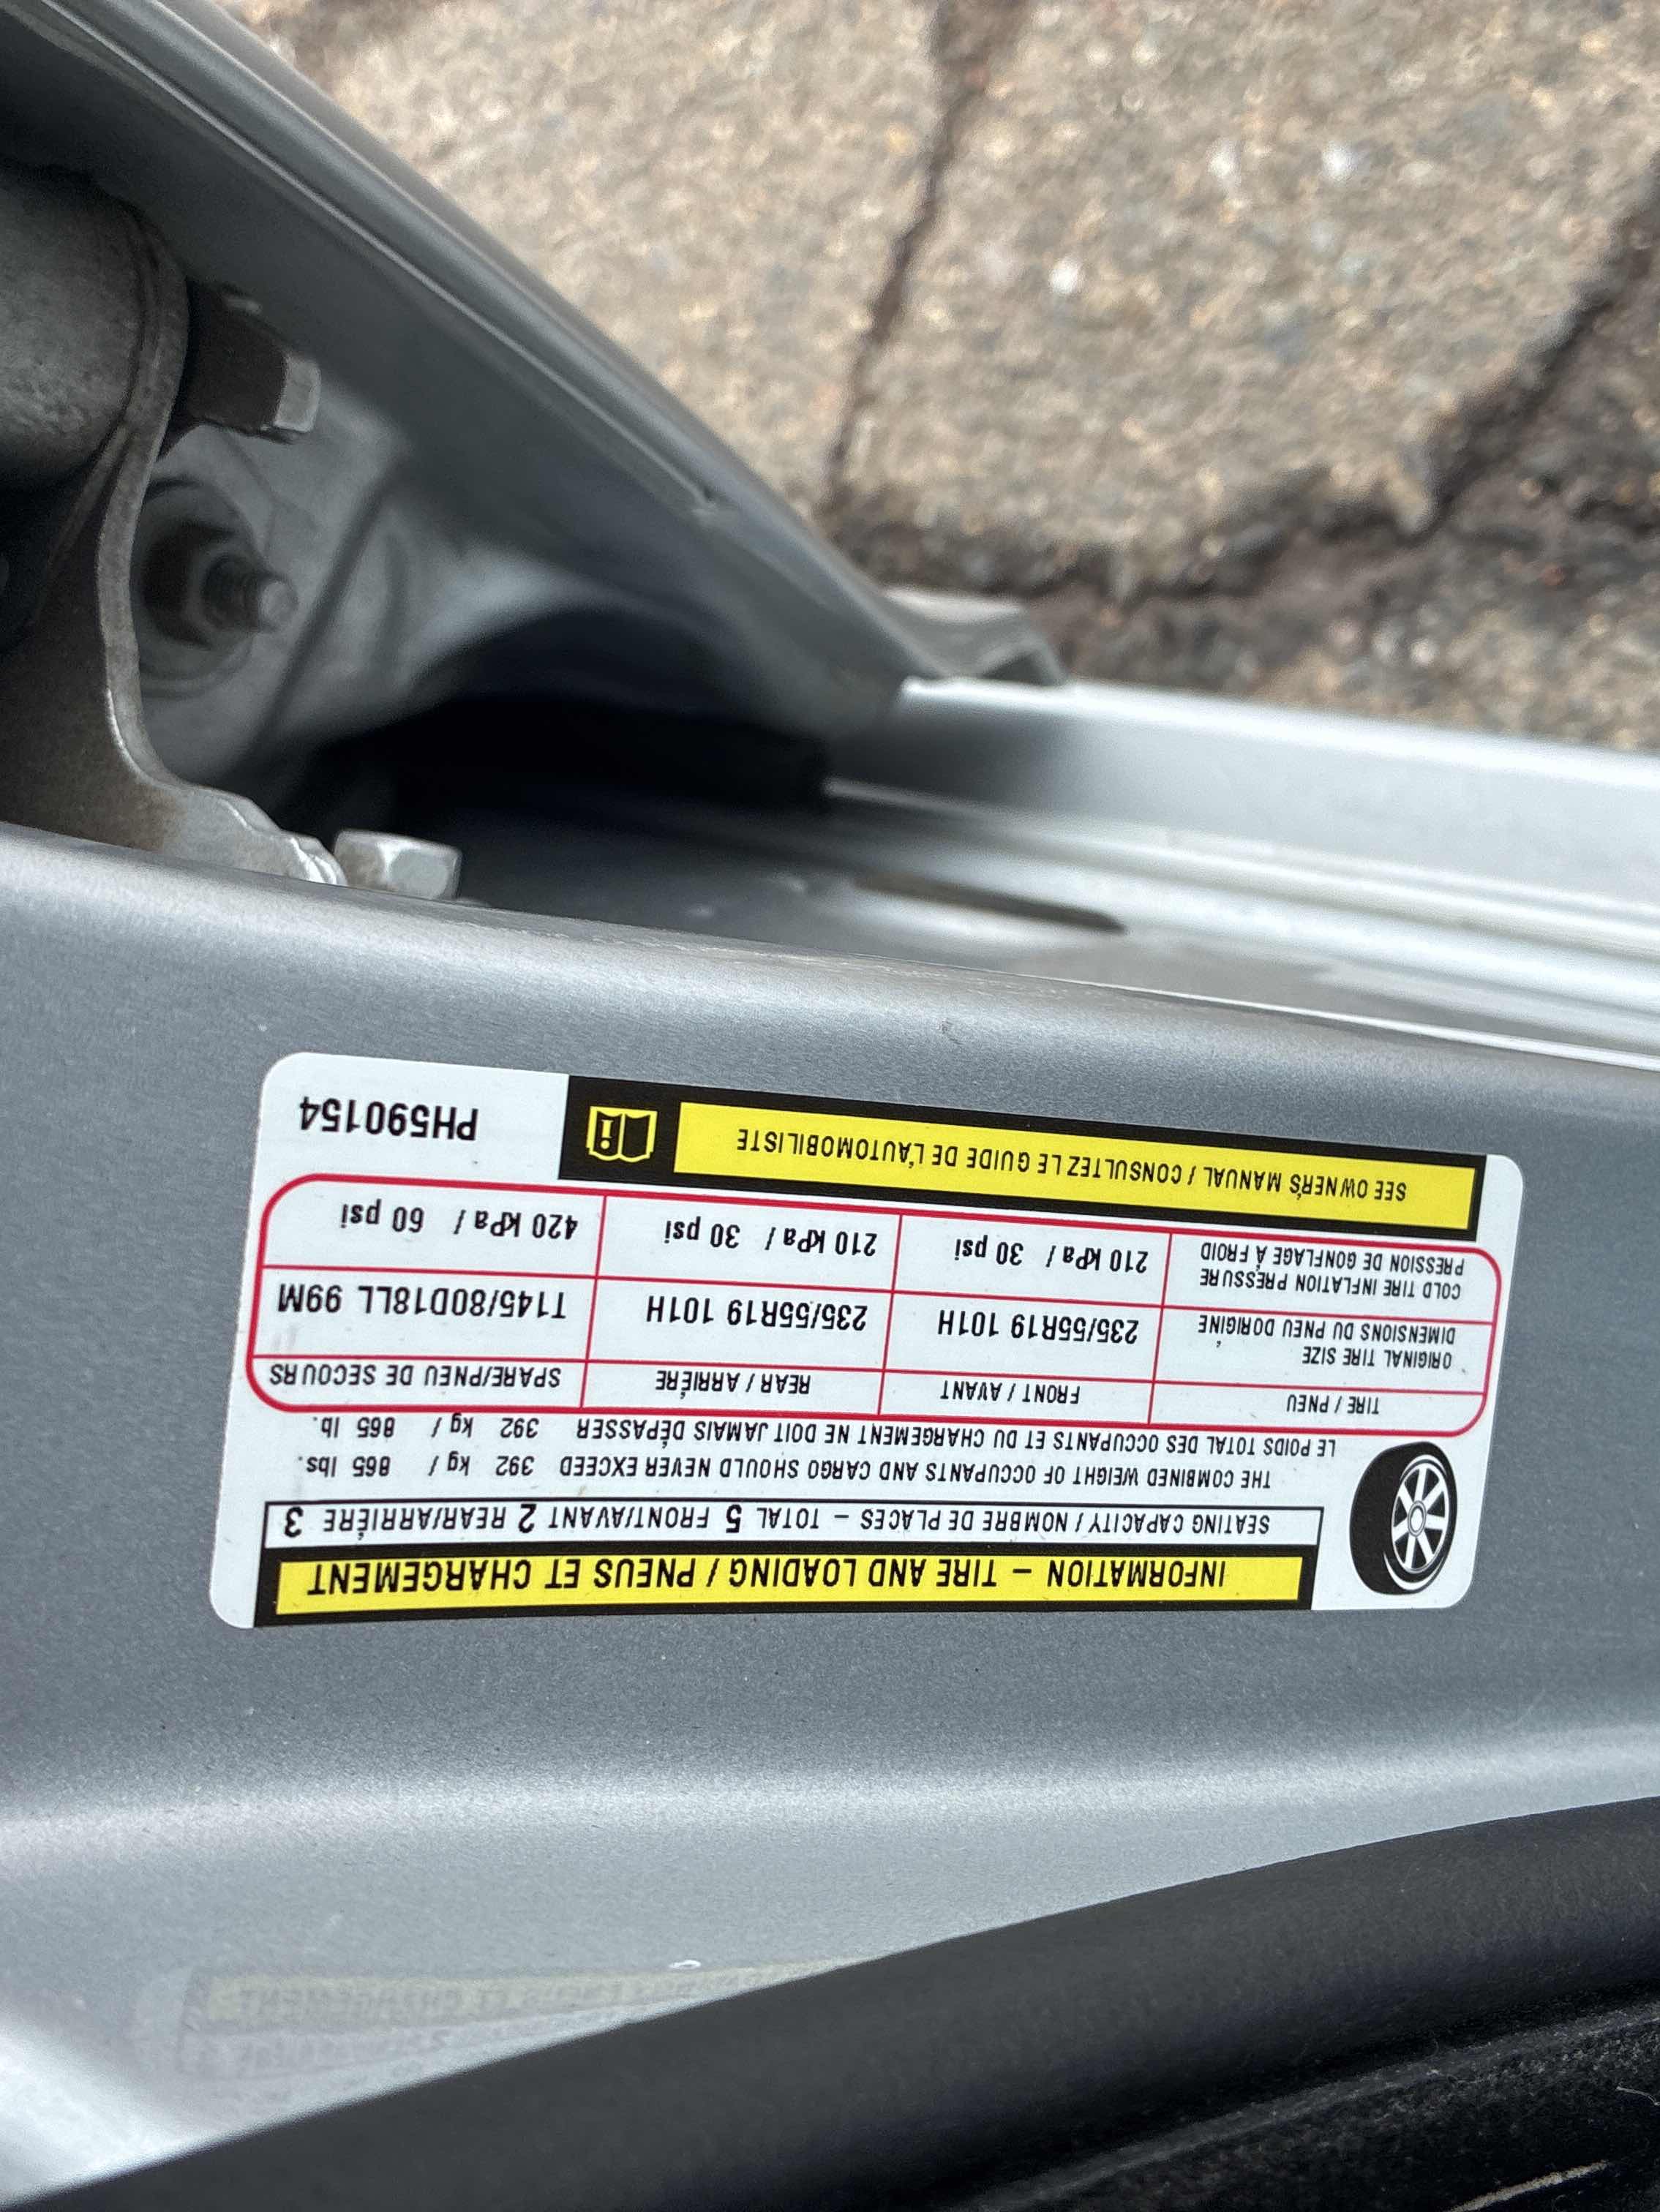 INFORMATION – TIRE AND LOADING / PNEUS ET CHARGEMENT
SEATING CAPACITY / NOMBRE DE PLACES – TOTAL 5 FRONT/AVANT 2 REAR/ARRIÈRE 3
THE COMBINED WEIGHT OF OCCUPANTS AND CARGO SHOULD NEVER EXCEED 392 kg / 865 lbs.
LE POIDS TOTAL DES OCCUPANTS ET DU CHARGEMENT NE DOIT JAMAIS DÉPASSER 392 kg / 865 lb.
TIRE / PNEU FRONT / AVANT REAR / ARRIÈRE SPARE/PNEU DE SECOURS
ORIGINAL TIRE SIZE
DIMENSIONS DU PNEU D'ORIGINE 235/55R19 101H 235/55R19 101H T145/80D18LL 99M
COLD TIRE INFLATION PRESSURE
PRESSION DE GONFLAGE À FROID 210 kPa / 30 psi 210 kPa / 30 psi 420 kPa / 60 psi
SEE OWNER'S MANUAL / CONSULTEZ LE GUIDE DE L'AUTOMOBILISTE
PH590154